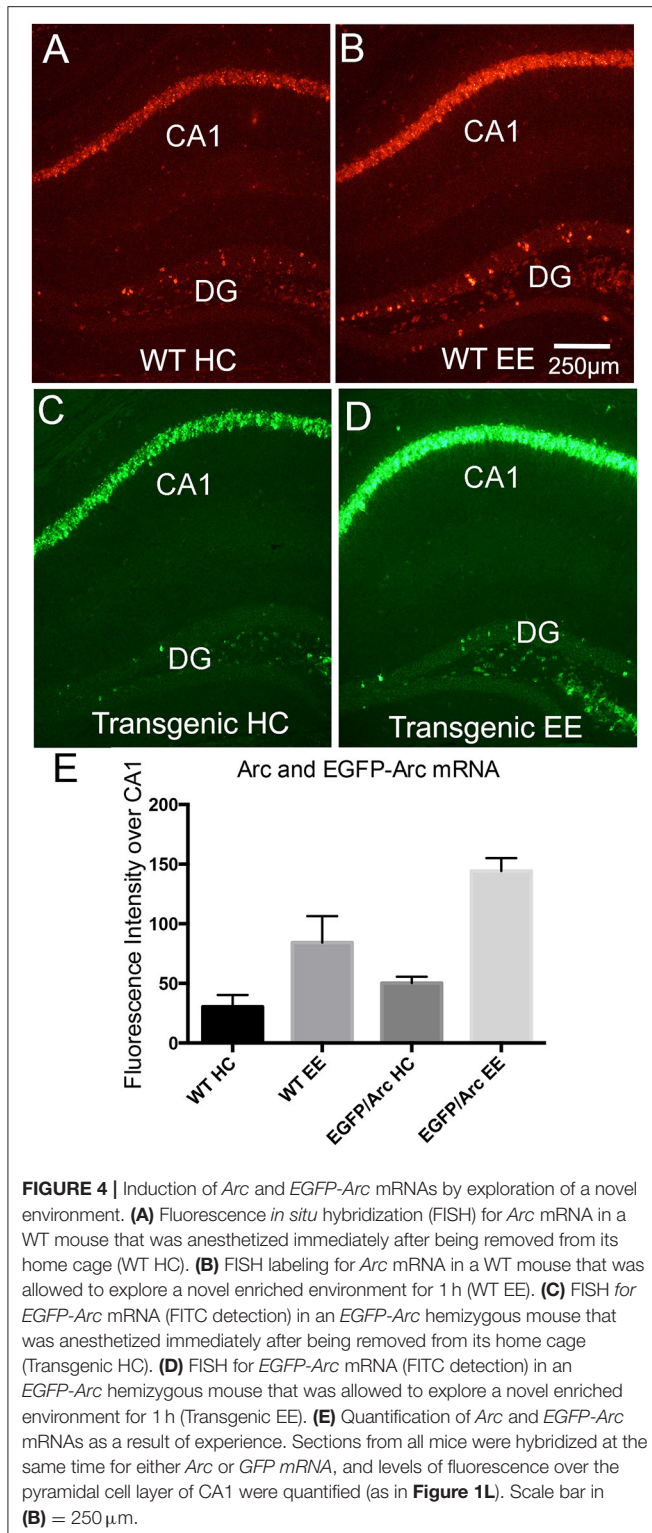 A
CA1
DG
WT HC
B
CA1
DG
WT EE
250µm
C
CA1
DG
Transgenic HC
D
CA1
DG
Transgenic EE
E
Arc and EGFP-Arc mRNA
Fluorescence Intensity over CA1
200
150
100
50
0
WT HC
WT EE
EGFP/Arc HC
EGFP/Arc EE
FIGURE 4 | Induction of Arc and EGFP-Arc mRNAs by exploration of a novel
environment. (A) Fluorescence in situ hybridization (FISH) for Arc mRNA in a
WT mouse that was anesthetized immediately after being removed from its
home cage (WT HC). (B) FISH labeling for Arc mRNA in a WT mouse that was
allowed to explore a novel enriched environment for 1 h (WT EE). (C) FISH for
EGFP-Arc mRNA (FITC detection) in an EGFP-Arc hemizygous mouse that
was anesthetized immediately after being removed from its home cage
(Transgenic HC). (D) FISH for EGFP-Arc mRNA (FITC detection) in an
EGFP-Arc hemizygous mouse that was allowed to explore a novel enriched
environment for 1 h (Transgenic EE). (E) Quantification of Arc and EGFP-Arc
mRNAs as a result of experience. Sections from all mice were hybridized at the
same time for either Arc or GFP mRNA, and levels of fluorescence over the
pyramidal cell layer of CA1 were quantified (as in Figure 1L). Scale bar in
(B) = 250 µm.